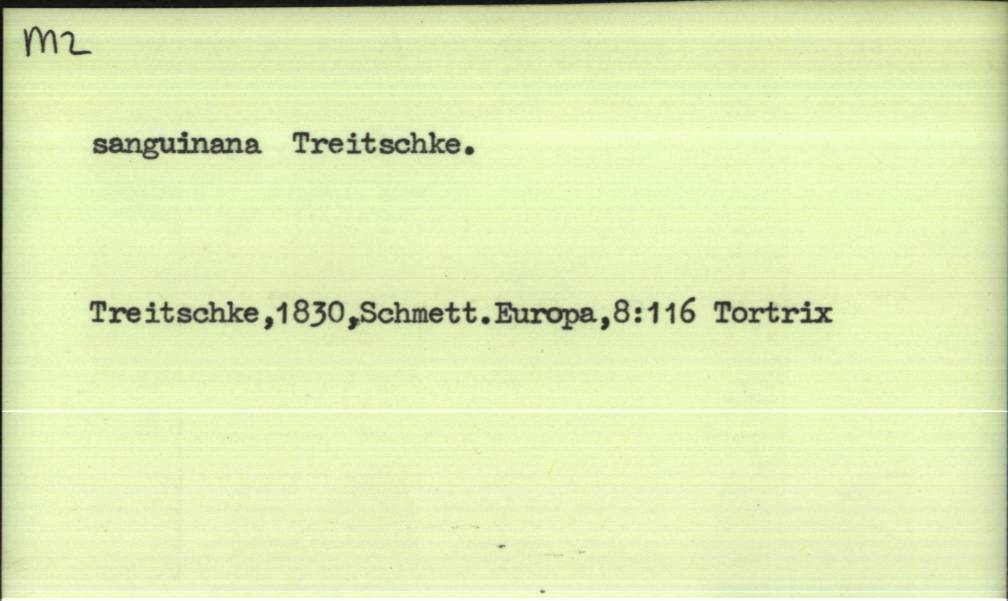 M2
sanguinana Treitschke.
Treitschke,1830,Schmett.Europa,8:116 Tortrix